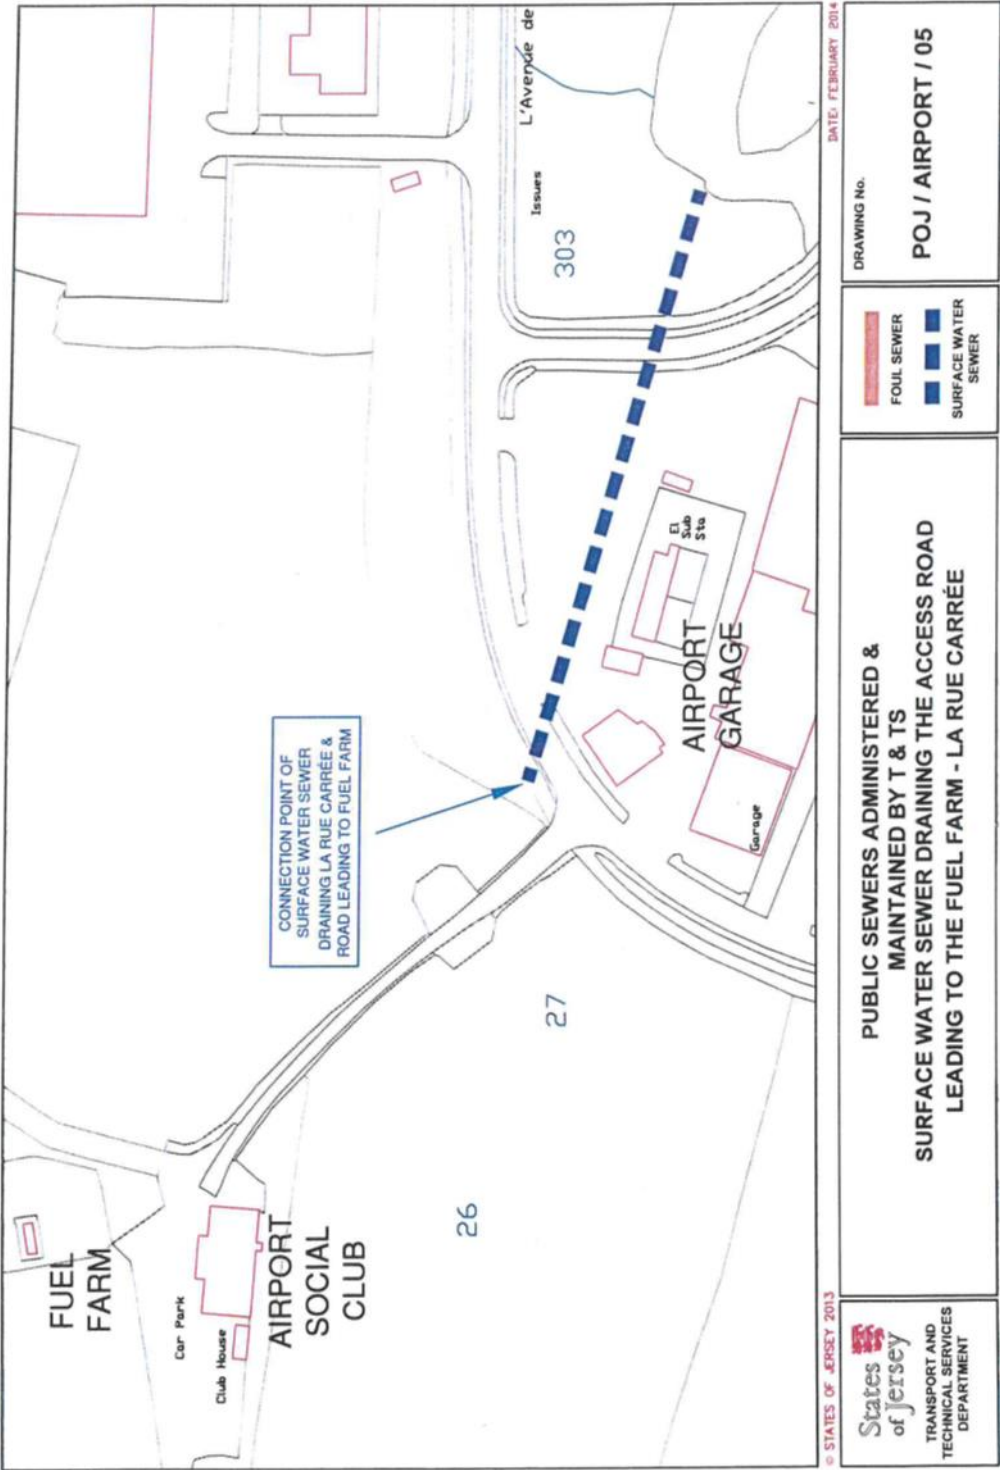 FUEL
FARM
Car Park
Club House
AIRPORT
SOCIAL
CLUB
26
27
CONNECTION POINT OF
SURFACE WATER SEWER
DRAINING LA RUE CARRÉE &
ROAD LEADING TO FUEL FARM
Garage
AIRPORT
GARAGE
El
Sub
Sta
303
Issues
L'Avenue de
© STATES OF JERSEY 2013
DATE: FEBRUARY 2014
States
of Jersey
TRANSPORT AND
TECHNICAL SERVICES
DEPARTMENT
PUBLIC SEWERS ADMINISTERED &
MAINTAINED BY T & TS
SURFACE WATER SEWER DRAINING THE ACCESS ROAD
LEADING TO THE FUEL FARM - LA RUE CARRÉE
FOUL SEWER
SURFACE WATER
SEWER
DRAWING No.
POJ / AIRPORT / 05